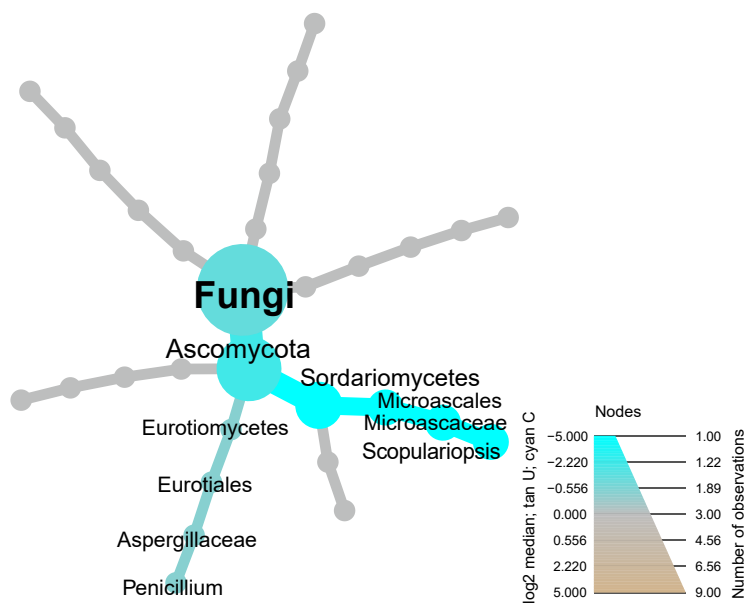 Fungi
Ascomycota
Sordariomycetes
Microascales
Microascaceae
Scopulariopsis
Eurotiomycetes
Eurotiales
Aspergillaceae
Penicillium
Nodes
log2 median; tan U; cyan C
−5.000 1.00
−2.220 1.22
−0.556 1.89
0.000 3.00
0.556 4.56
2.220 6.56
5.000 9.00
Number of observations